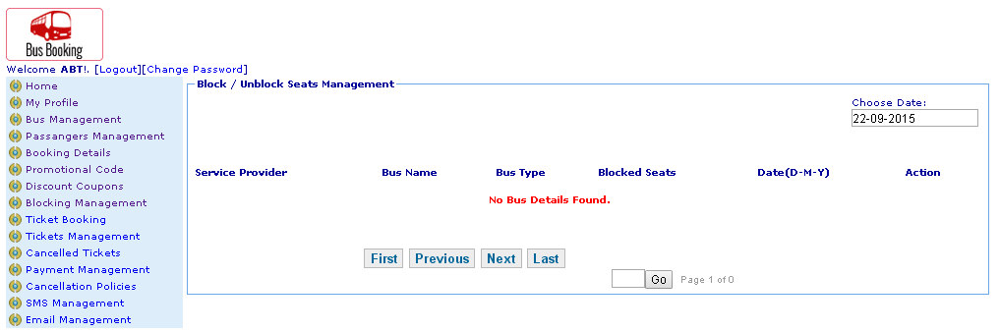 Bus Booking
Welcome ABT!. [Logout][Change Password]
Home
My Profile
Bus Management
Passangers Management
Booking Details
Promotional Code
Discount Coupons
Blocking Management
Ticket Booking
Tickets Management
Cancelled Tickets
Payment Management
Cancellation Policies
SMS Management
Email Management
Block / Unblock Seats Management
Choose Date:
22-09-2015
Service Provider Bus Name Bus Type Blocked Seats Date(D-M-Y) Action
No Bus Details Found.
First Previous Next Last
Go Page 1 of 0